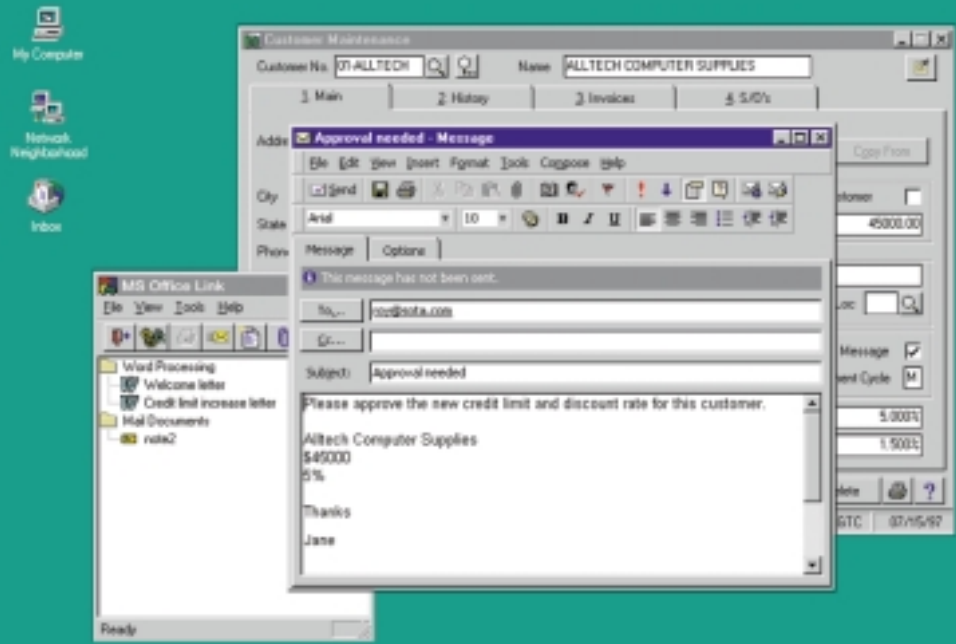 My Computer
Network
Neighborhood
Inbox
Customer Maintenance
Customer No. 01-ALLTECH
Name ALLTECH COMPUTER SUPPLIES
1. Main
2. History
3. Invoices
4. S/O's
Copy From
City
State
45000.00
Message
M
5.000%
1.500%
07/15/97
Approval needed - Message
File Edit View Insert Format Tools Compose Help
Send
Arial
10
B I U
Message
Options
This message has not been sent.
To...
Cc...
Subject:
Approval needed
Please approve the new credit limit and discount rate for this customer.
Alltech Computer Supplies
$45000
5%
Thanks
Jane
MS Office Link
File View Tools Help
Word Processing
Welcome letter
Credit limit increase letter
Mail Documents
note2
Ready